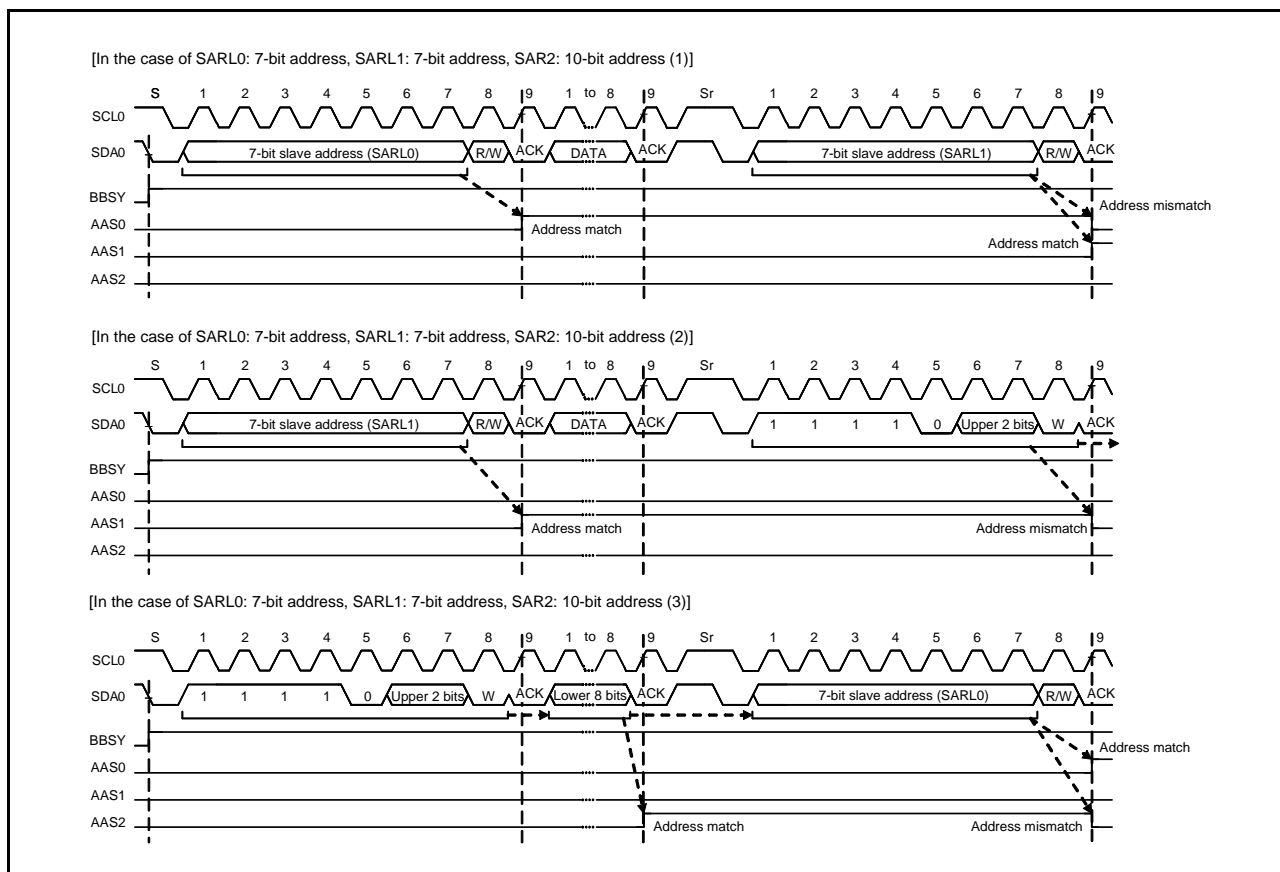 [In the case of SARL0: 7-bit address, SARL1: 7-bit address, SAR2: 10-bit address (1)]
S 1 2 3 4 5 6 7 8 9 1 to 8 9 Sr 1 2 3 4 5 6 7 8 9
SCL0
SDA0 7-bit slave address (SARL0) R/W ACK DATA ACK 7-bit slave address (SARL1) R/W ACK
BBSY
Address mismatch
AAS0 Address match
Address match
AAS1
AAS2
[In the case of SARL0: 7-bit address, SARL1: 7-bit address, SAR2: 10-bit address (2)]
S 1 2 3 4 5 6 7 8 9 1 to 8 9 Sr 1 2 3 4 5 6 7 8 9
SCL0
SDA0 7-bit slave address (SARL1) R/W ACK DATA ACK 1 1 1 1 0 Upper 2 bits W ACK
BBSY
AAS0
AAS1 Address match Address mismatch
AAS2
[In the case of SARL0: 7-bit address, SARL1: 7-bit address, SAR2: 10-bit address (3)]
S 1 2 3 4 5 6 7 8 9 1 to 8 9 Sr 1 2 3 4 5 6 7 8 9
SCL0
SDA0 1 1 1 1 0 Upper 2 bits W ACK Lower 8 bits ACK 7-bit slave address (SARL0) R/W ACK
BBSY
Address match
AAS0
AAS1
AAS2 Address match Address mismatch